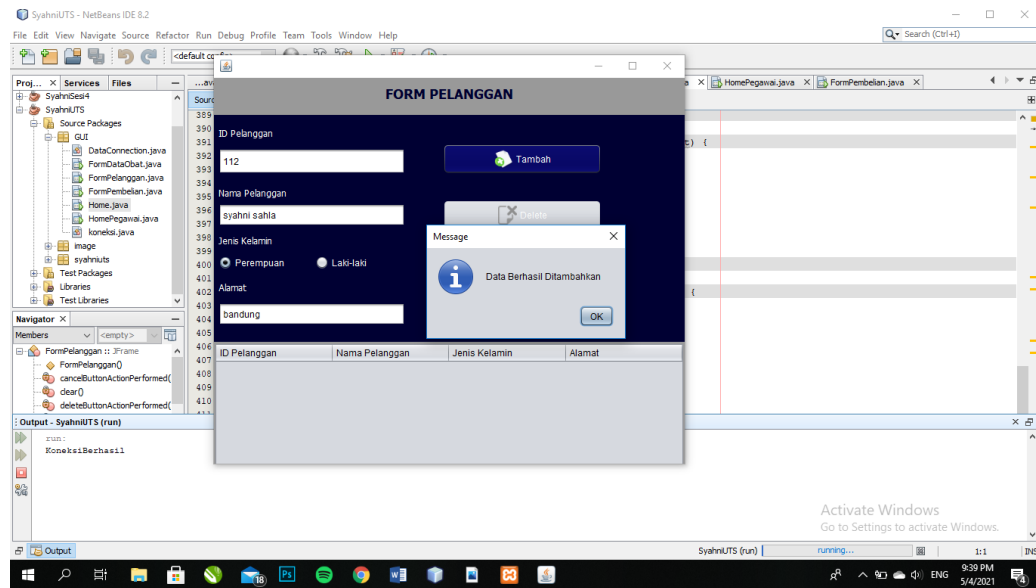 SyahniUTS - NetBeans IDE 8.2
File Edit View Navigate Source Refactor Run Debug Profile Team Tools Window Help
Search (Ctrl+I)
<default
Proj... Services Files
...av
HomePegawai.java FormPembelian.java
SyahniSesi4
SyahniUTS
Source Packages
GUI
DataConnection.java
FormDataObat.java
FormPelanggan.java
FormPembelian.java
Home.java
HomePegawai.java
koneksi.java
image
syahniuts
Test Packages
Libraries
Test Libraries
Navigator
Members <empty>
FormPelanggan :: JFrame
FormPelanggan()
cancelButtonActionPerformed(
clear()
deleteButtonActionPerformed(
Sourc
389
390
391 t) {
392
393
394
395
396
397
398
399
400
401
402 {
403
404
405
406
407
408
409
410
FORM PELANGGAN
ID Pelanggan
112
Tambah
Nama Pelanggan
syahni sahla
Delete
Jenis Kelamin
Perempuan Laki-laki
Alamat
bandung
Message
Data Berhasil Ditambahkan
OK
ID Pelanggan Nama Pelanggan Jenis Kelamin Alamat
Output - SyahniUTS (run)
run:
KoneksiBerhasil
Activate Windows
Go to Settings to activate Windows.
Output
SyahniUTS (run) running... 1:1 INS
18
ENG
9:39 PM
5/4/2021
4